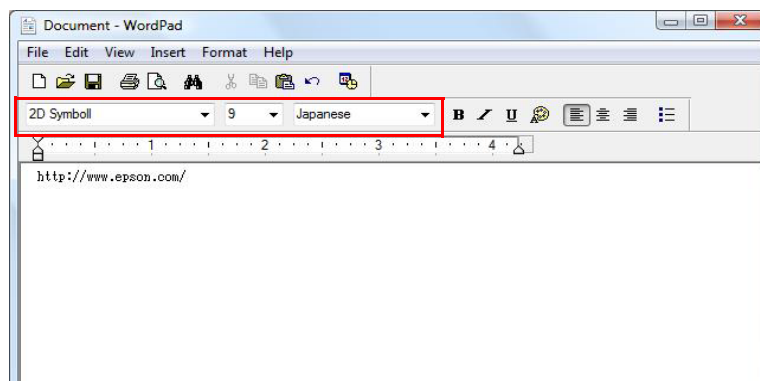 Document - WordPad
File Edit View Insert Format Help
2D Symboll 9 Japanese B / U
1 2 3 4
http://www.epson.com/